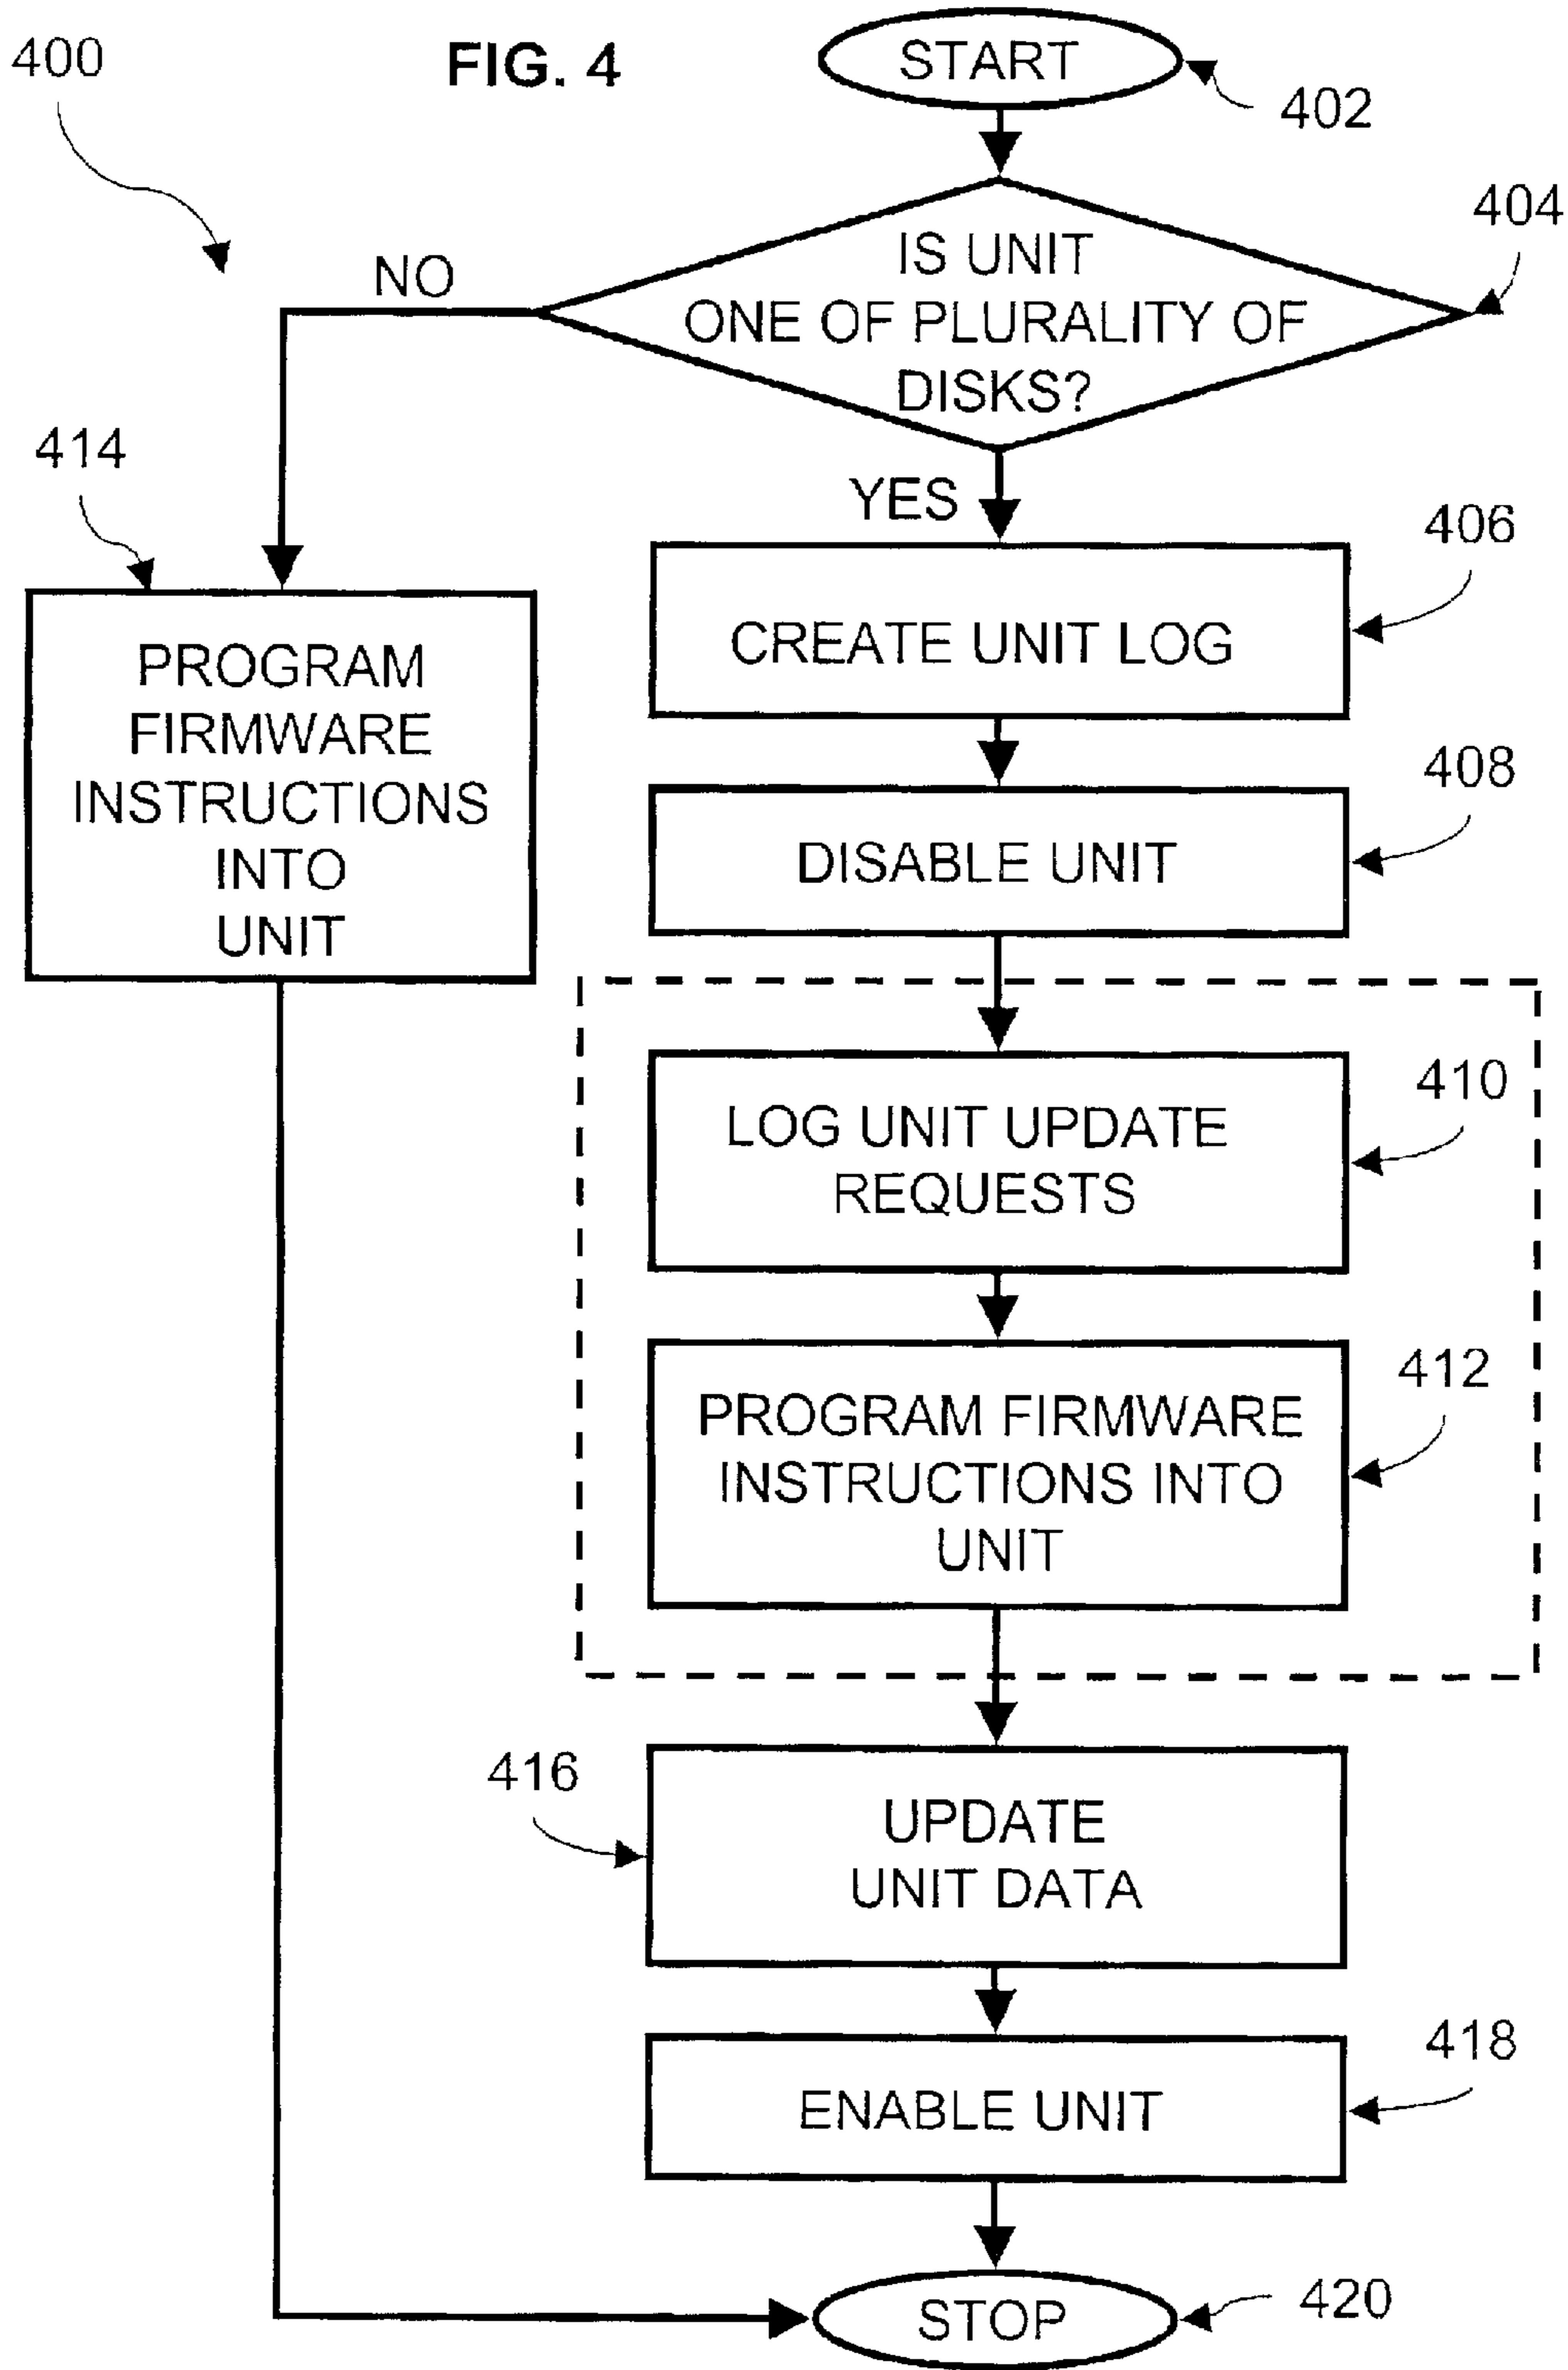 400
FIG. 4
START
402
404
IS UNIT
ONE OF PLURALITY OF
DISKS?
NO
YES
414
PROGRAM
FIRMWARE
INSTRUCTIONS
INTO
UNIT
406
CREATE UNIT LOG
408
DISABLE UNIT
410
LOG UNIT UPDATE
REQUESTS
412
PROGRAM FIRMWARE
INSTRUCTIONS INTO
UNIT
416
UPDATE
UNIT DATA
418
ENABLE UNIT
STOP
420